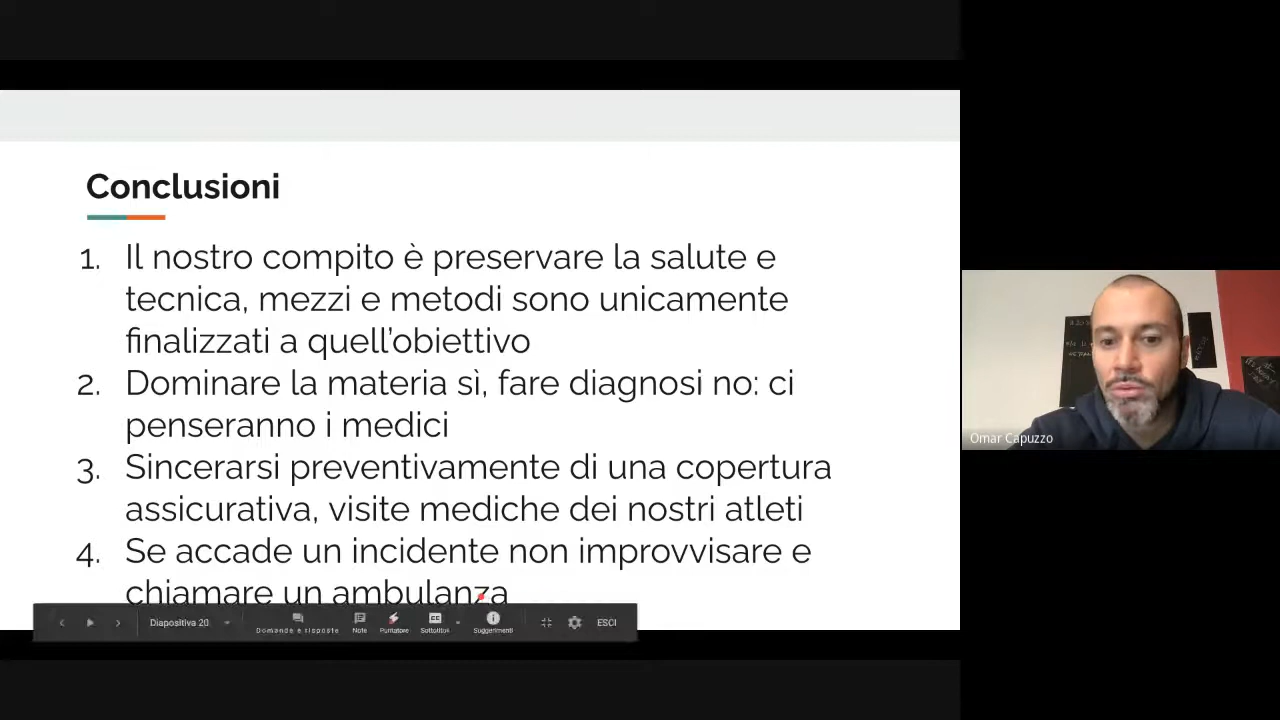 Conclusioni
1. Il nostro compito è preservare la salute e
tecnica, mezzi e metodi sono unicamente
finalizzati a quell'obiettivo
2. Dominare la materia sì, fare diagnosi no: ci
penseranno i medici
3. Sincerarsi preventivamente di una copertura
assicurativa, visite mediche dei nostri atleti
4. Se accade un incidente non improvvisare e
chiamare un ambulanza
Diapositiva 20
Domande e risposte
Note
Puntatore
Sottotitoli
Suggerimenti
ESCI
Omar Capuzzo